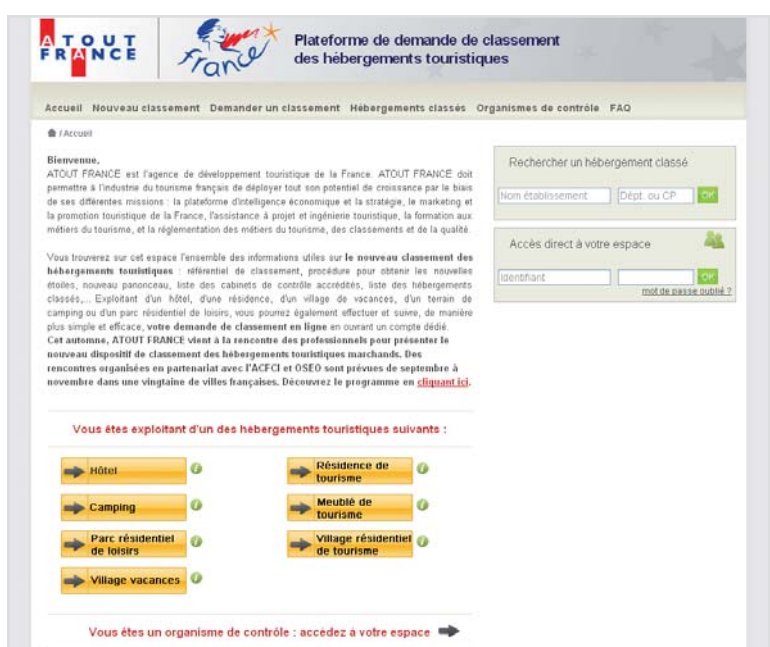 ATOUT
FRANCE
France
Plateforme de demande de classement
des hébergements touristiques
Accueil Nouveau classement Demander un classement Hébergements classés Organismes de contrôle FAQ
/ Accueil
Bienvenue,
ATOUT FRANCE est l'agence de développement touristique de la France. ATOUT FRANCE doit
permettre à l'industrie du tourisme français de déployer tout son potentiel de croissance par le biais
de ses différentes missions : la plateforme d'intelligence économique et la stratégie, le marketing et
la promotion touristique de la France, l'assistance à projet et ingénierie touristique, la formation aux
métiers du tourisme, et la réglementation des métiers du tourisme, des classements et de la qualité.
Vous trouverez sur cet espace l'ensemble des informations utiles sur le nouveau classement des
hébergements touristiques : référentiel de classement, procédure pour obtenir les nouvelles
étoiles, nouveau panonceau, liste des cabinets de contrôle accrédités, liste des hébergements
classés,... Exploitant d'un hôtel, d'une résidence, d'un village de vacances, d'un terrain de
camping ou d'un parc résidentiel de loisirs, vous pourrez également effectuer et suivre, de manière
plus simple et efficace, votre demande de classement en ligne en ouvrant un compte dédié.
Cet automne, ATOUT FRANCE vient à la rencontre des professionnels pour présenter le
nouveau dispositif de classement des hébergements touristiques marchands. Des
rencontres organisées en partenariat avec l'ACFCI et OSEO sont prévues de septembre à
novembre dans une vingtaine de villes françaises. Découvrez le programme en cliquant ici.
Rechercher un hébergement classé
Nom établissement Dépt. ou CP OK
Accès direct à votre espace
Identifiant OK
mot de passe oublié ?
Vous êtes exploitant d'un des hébergements touristiques suivants :
Hôtel
Résidence de
tourisme
Camping
Meublé de
tourisme
Parc résidentiel
de loisirs
Village résidentiel
de tourisme
Village vacances
Vous êtes un organisme de contrôle : accédez à votre espace